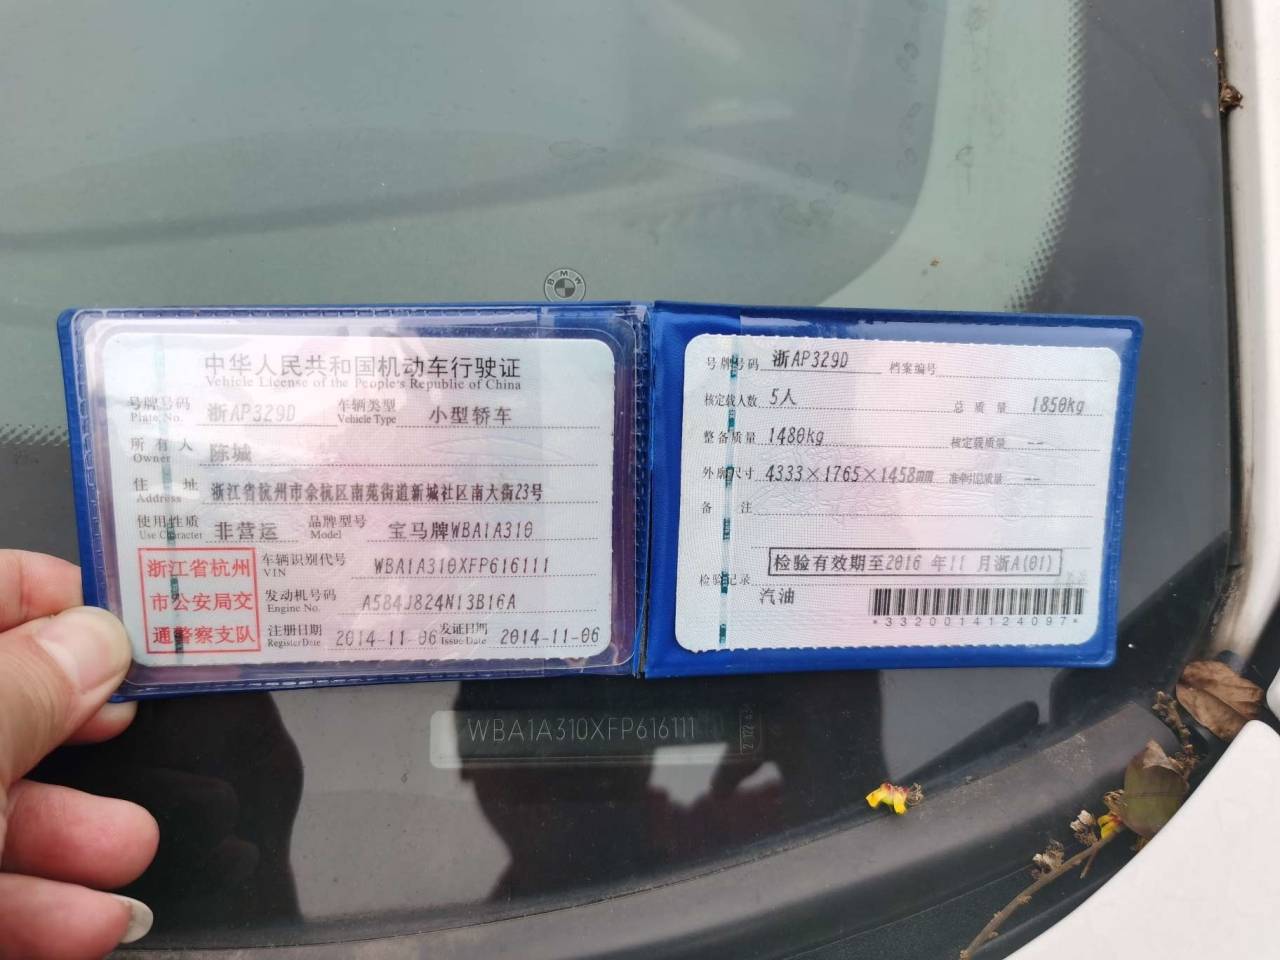 BMW
中华人民共和国机动车行驶证
Vehicle License of the People's Republic of China
号牌号码 浙AP329D 车辆类型 小型轿车
Plate No. Vehicle Type
所有人 陈城
Owner
住址 浙江省杭州市余杭区南苑街道新城社区南大街23号
Address
使用性质 非营运 品牌型号 宝马牌WBA1A310
Use Character Model
浙江省杭州
市公安局交
通警察支队
车辆识别代号 WBA1A310XFP616111
VIN
发动机号码 A584J824N13B16A
Engine No.
注册日期 2014-11-06 发证日期 2014-11-06
Register Date Issue Date
号牌号码 浙AP329D 档案编号
核定载人数 5人 总质量 1850kg
整备质量 1480kg 核定载质量 --
外廓尺寸 4333×1765×1458mm 准牵引总质量 --
备注
检验有效期至2016年11月浙A(01)
检验记录
汽油
*3320014124097*
WBA1A310XFP616111